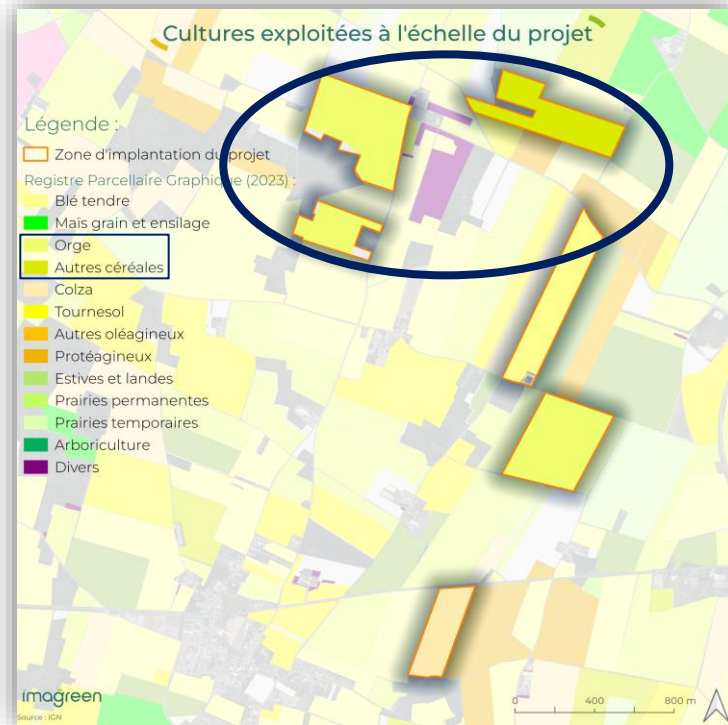 Cultures exploitées à l'échelle du projet
Légende :
Zone d'implantation du projet
Registre Parcellaire Graphique (2023) :
Blé tendre
Maïs grain et ensilage
Orge
Autres céréales
Colza
Tournesol
Autres oléagineux
Protéagineux
Estives et landes
Prairies permanentes
Prairies temporaires
Arboriculture
Divers
imagreen
Source : IGN
0 400 800 m